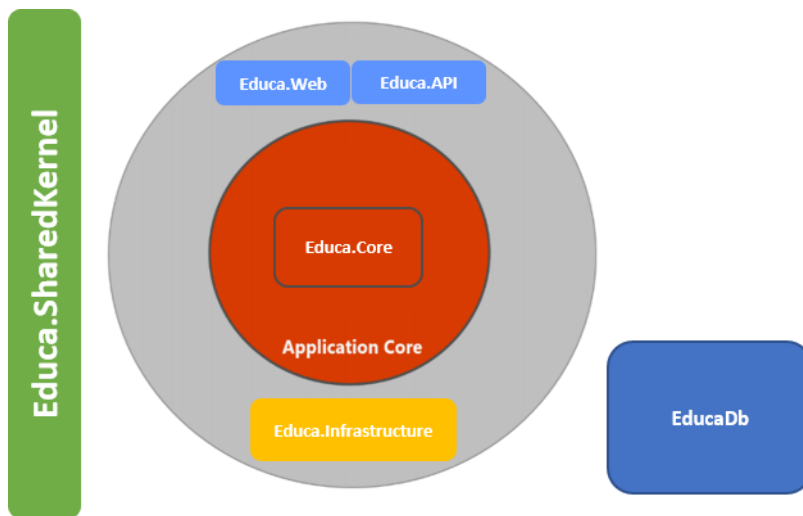 Educa.SharedKernel
Educa.Web
Educa.API
Educa.Core
Application Core
Educa.Infrastructure
EducaDb